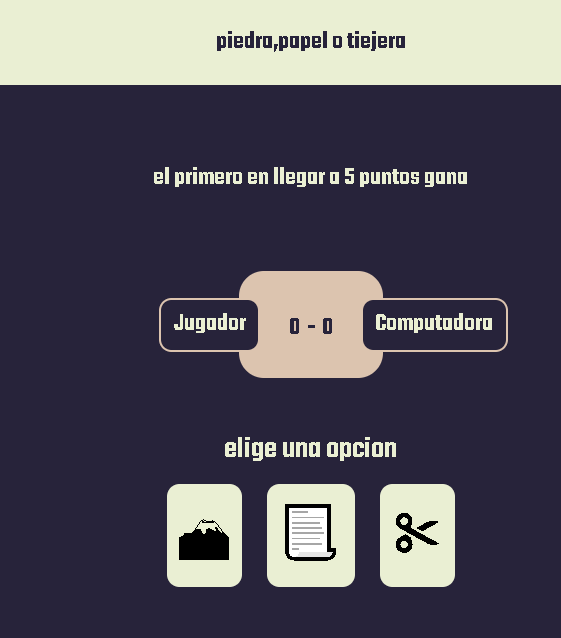 piedra,papel o tiejera
el primero en llegar a 5 puntos gana
Jugador 0 - 0 Computadora
elige una opcion